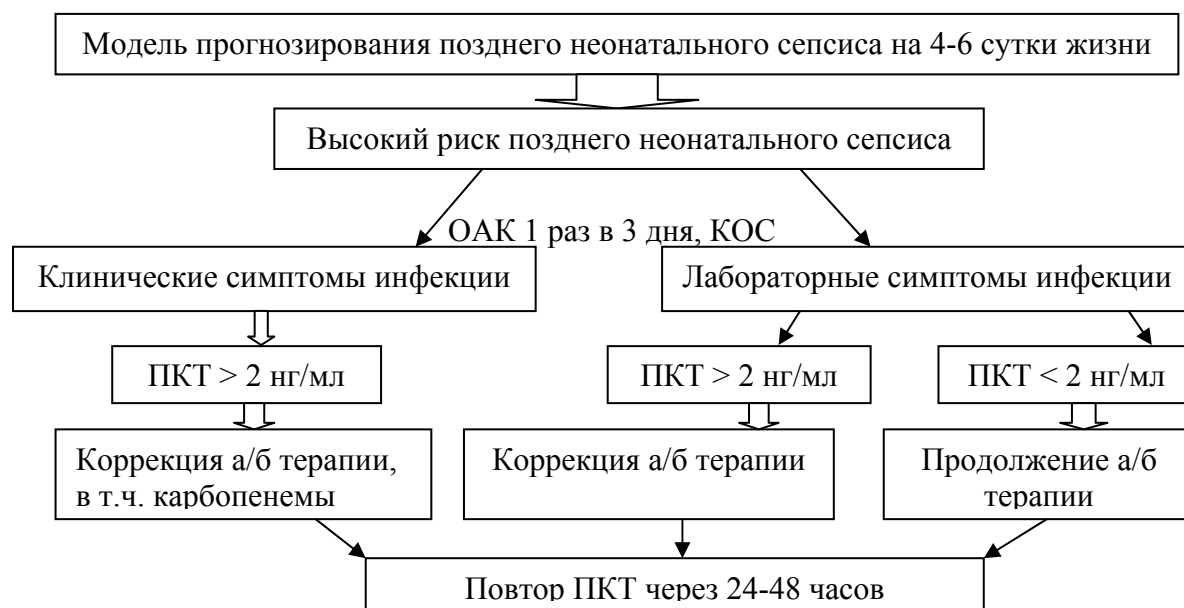 Модель прогнозирования позднего неонатального сепсиса на 4-6 сутки жизни
Высокий риск позднего неонатального сепсиса
ОАК 1 раз в 3 дня, КОС
Клинические симптомы инфекции
Лабораторные симптомы инфекции
ПКТ > 2 нг/мл
ПКТ > 2 нг/мл
ПКТ < 2 нг/мл
Коррекция а/б терапии,
в т.ч. карбопенемы
Коррекция а/б терапии
Продолжение а/б
терапии
Повтор ПКТ через 24-48 часов